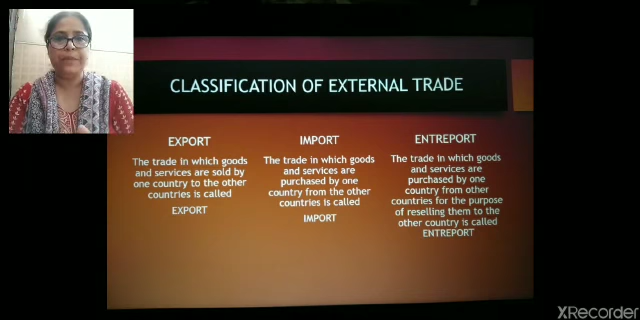 CLASSIFICATION OF EXTERNAL TRADE
EXPORT
The trade in which goods
and services are sold by
one country to the other
countries is called
EXPORT
IMPORT
The trade in which goods
and services are
purchased by one
country from the other
countries is called
IMPORT
ENTREPORT
The trade in which goods
and services are
purchased by one
country from other
countries for the purpose
of reselling them to the
other country is called
ENTREPORT
XRecorder